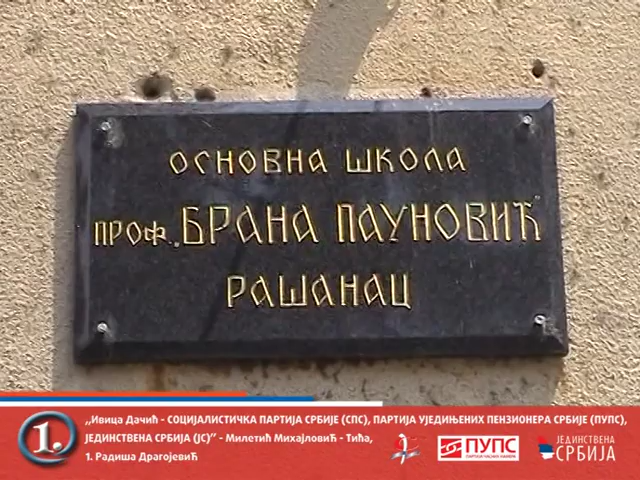 ОСНОВНА ШКОЛА
ПРОФ. „БРАНА ПАУНОВИЋ"
РАШАНАЦ
1.
„Ивица Дачић - СОЦИЈАЛИСТИЧКА ПАРТИЈА СРБИЈЕ (СПС), ПАРТИЈА УЈЕДИЊЕНИХ ПЕНЗИОНЕРА СРБИЈЕ (ПУПС),
ЈЕДИНСТВЕНА СРБИЈА (ЈС)" - Милетић Михајловић - Тића,
1. Радиша Драгојевић
ПУПС
ЈЕДИНСТВЕНА
СРБИЈА